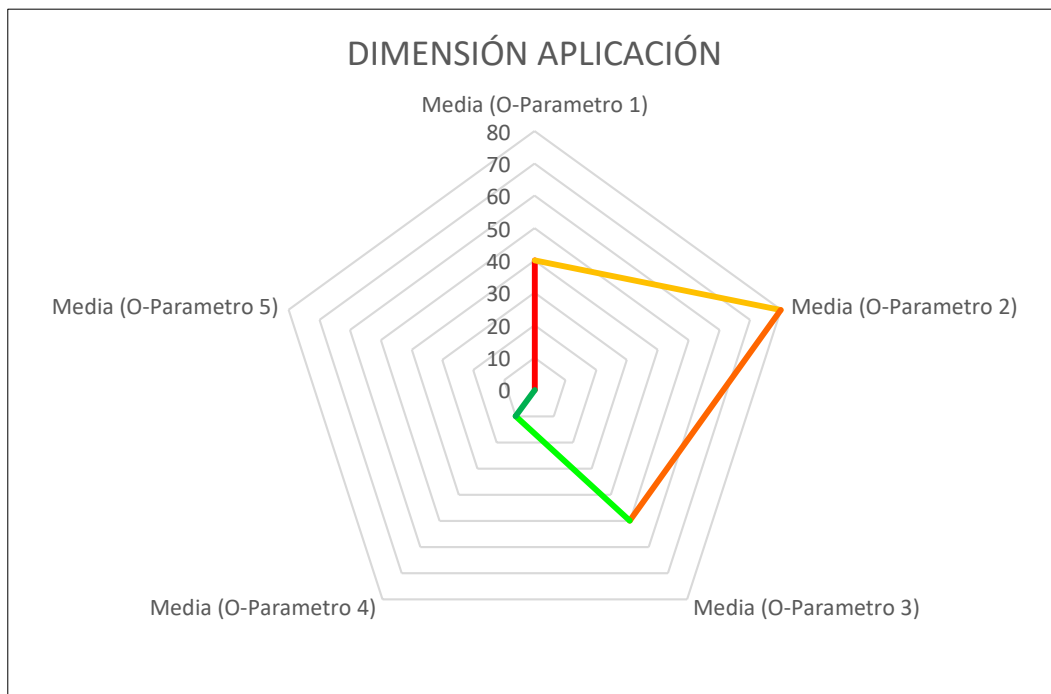 DIMENSIÓN APLICACIÓN
Media (O-Parametro 1)
80
70
60
50
40
30
20
10
0
Media (O-Parametro 5)
Media (O-Parametro 2)
Media (O-Parametro 4)
Media (O-Parametro 3)